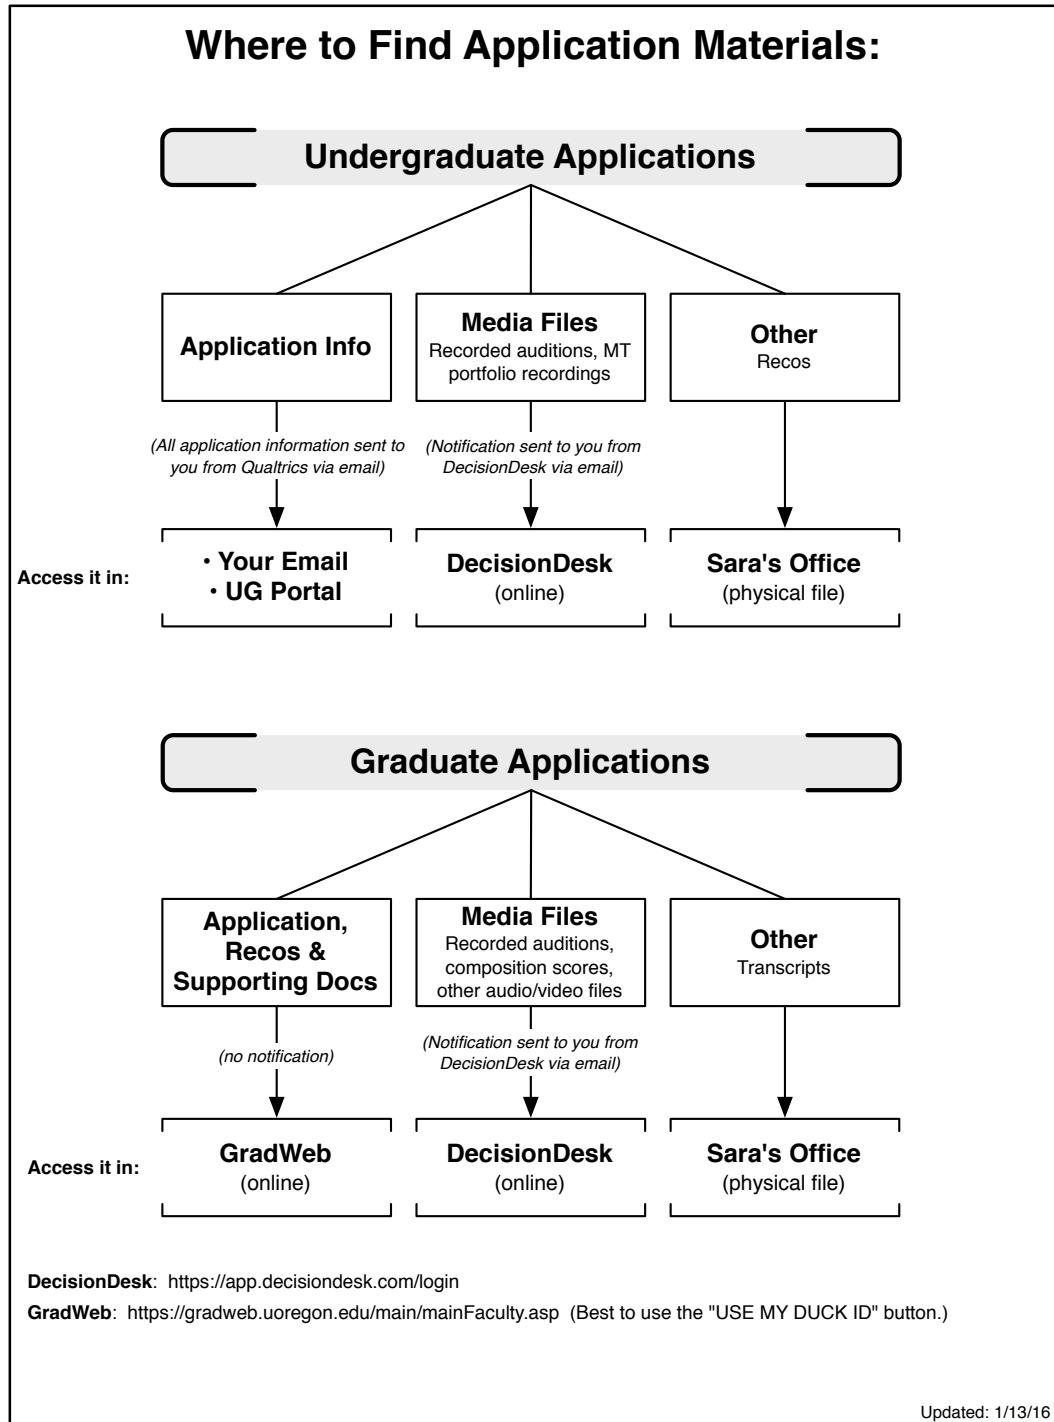 Where to Find Application Materials:
Undergraduate Applications
Application Info
Media Files
Recorded auditions, MT
portfolio recordings
Other
Recos
(All application information sent to
you from Qualtrics via email)
(Notification sent to you from
DecisionDesk via email)
Access it in:
• Your Email
• UG Portal
DecisionDesk
(online)
Sara's Office
(physical file)
Graduate Applications
Application,
Recos &
Supporting Docs
Media Files
Recorded auditions,
composition scores,
other audio/video files
Other
Transcripts
(no notification)
(Notification sent to you from
DecisionDesk via email)
Access it in:
GradWeb
(online)
DecisionDesk
(online)
Sara's Office
(physical file)
DecisionDesk: https://app.decisiondesk.com/login
GradWeb: https://gradweb.uoregon.edu/main/mainFaculty.asp (Best to use the "USE MY DUCK ID" button.)
Updated: 1/13/16